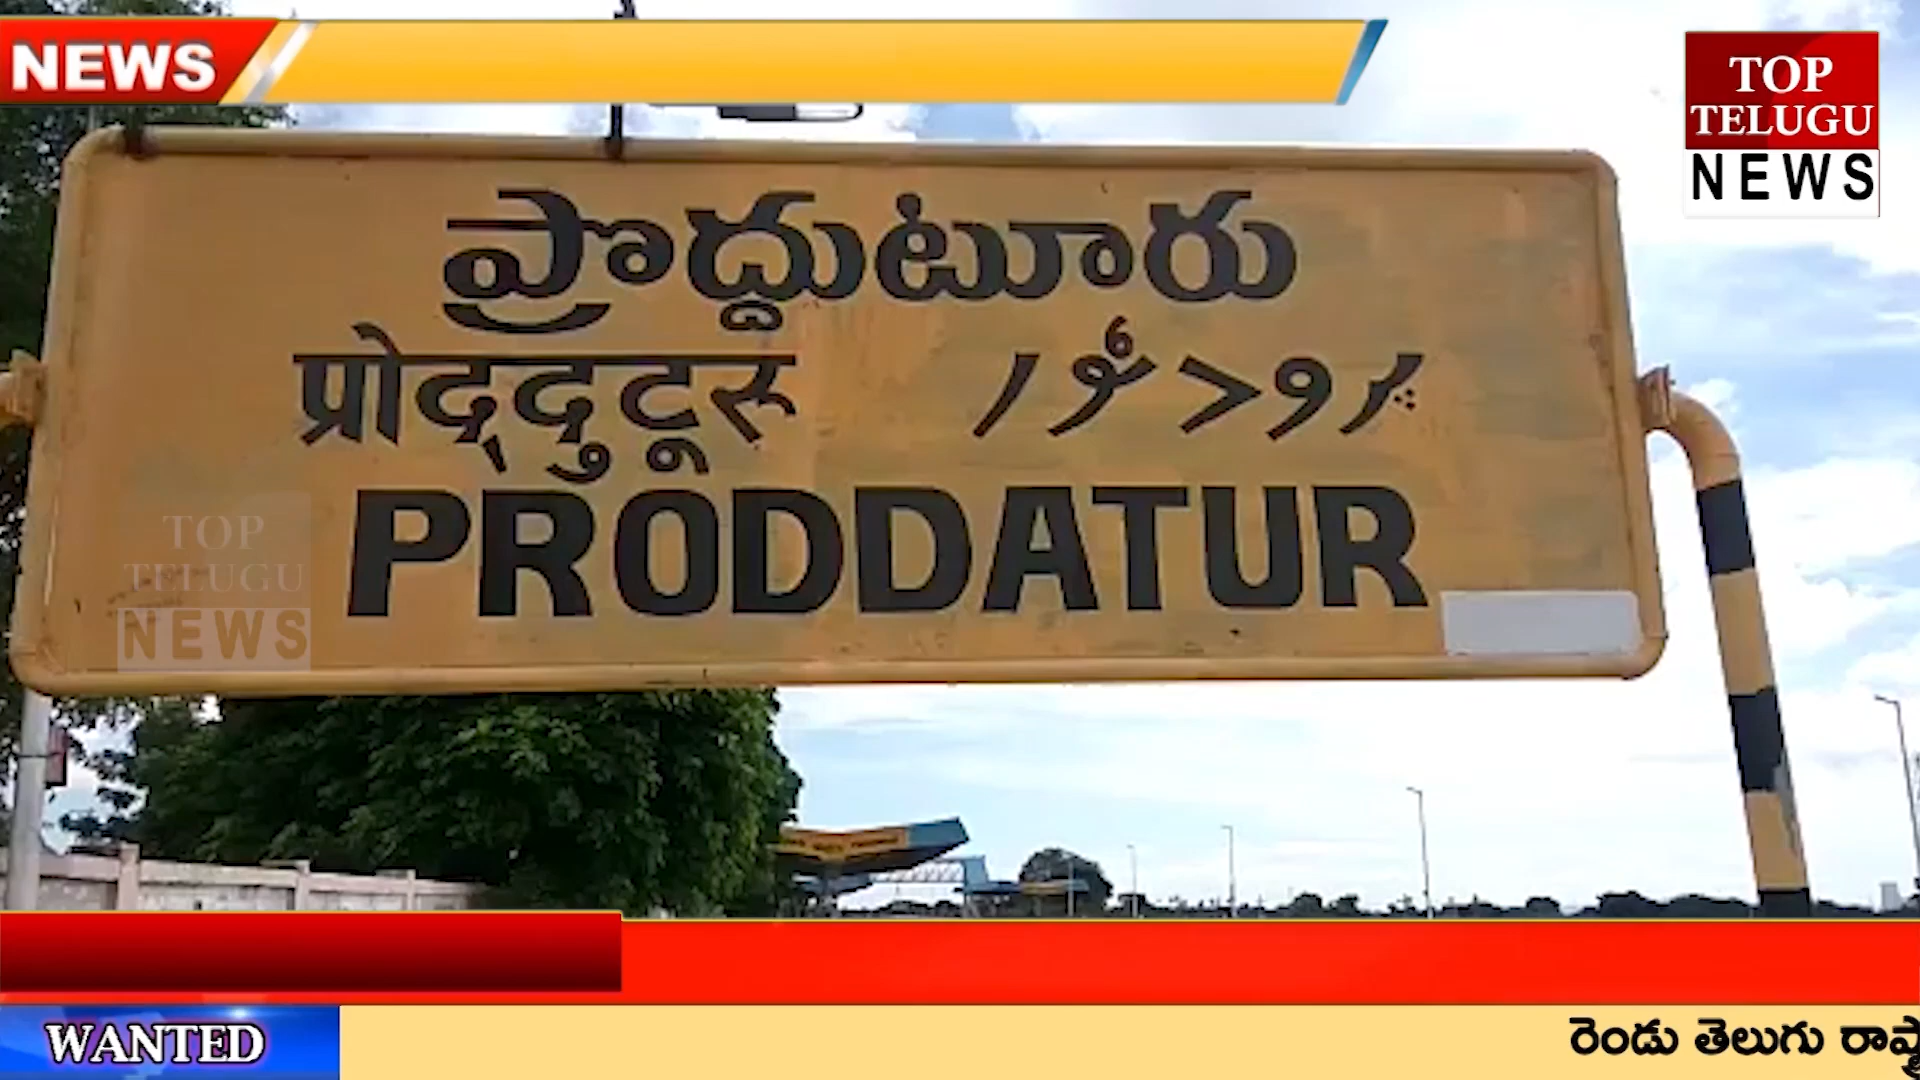 NEWS
TOP
TELUGU
NEWS
ప్రొద్దుటూరు
प्रोद्‌दुटूरु
PRODDATUR
TOP
TELUGU
NEWS
WANTED
రెండు తెలుగు